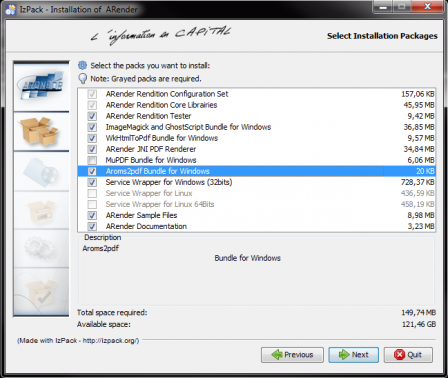 IzPack - Installation of ARender
L'information en CAPITAL
Select Installation Packages
ARONDOR
Select the packs you want to install:
Note: Grayed packs are required.
ARender Rendition Configuration Set 157,06 KB
ARender Rendition Core Librairies 45,95 MB
ARender Rendition Tester 9,42 MB
ImageMagick and GhostScript Bundle for Windows 36,85 MB
WkHtmlToPdf Bundle for Windows 9,57 MB
ARender JNI PDF Renderer 34,84 MB
MuPDF Bundle for Windows 6,06 MB
Aroms2pdf Bundle for Windows 20 KB
Service Wrapper for Windows (32bits) 728,37 KB
Service Wrapper for Linux 436,59 KB
Service Wrapper for Linux 64Bits 458,19 KB
ARender Sample Files 8,98 MB
ARender Documentation 3,23 MB
Description
Aroms2pdf
Bundle for Windows
Total space required: 149,74 MB
Available space: 121,46 GB
(Made with IzPack - http://izpack.org/)
Previous Next Quit